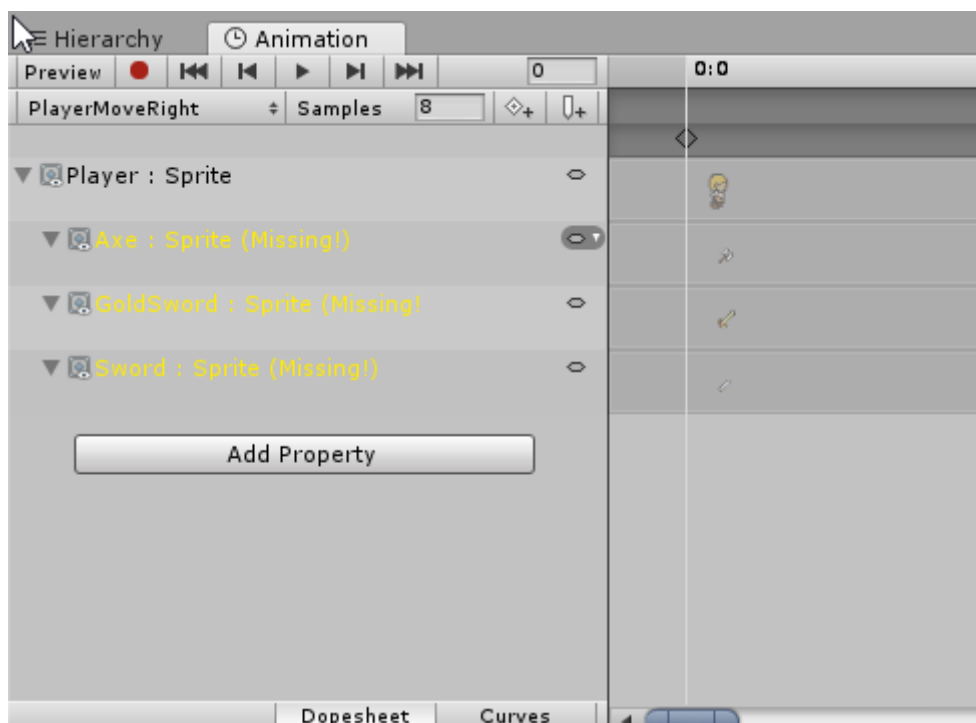 Hierarchy Animation
Preview 0 0:0
PlayerMoveRight Samples 8
Player : Sprite
Axe : Sprite (Missing!)
GoldSword : Sprite (Missing!
Sword : Sprite (Missing!)
Add Property
Dopesheet Curves